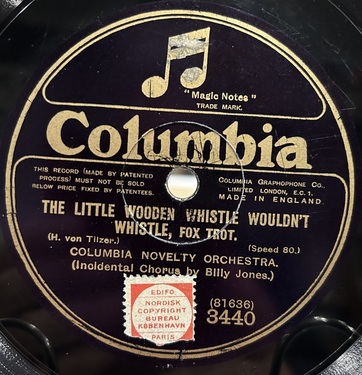 "Magic Notes"
TRADE MARK.
Columbia
THIS RECORD (MADE BY PATENTED
PROCESS) MUST NOT BE SOLD
BELOW PRICE FIXED BY PATENTEES.
COLUMBIA GRAPHOPHONE Co.,
LIMITED LONDON, E.C.1.
MADE IN ENGLAND.
THE LITTLE WOODEN WHISTLE WOULDN'T
WHISTLE, FOX TROT.
(H. von Tilzer.)
(Speed 80.)
COLUMBIA NOVELTY ORCHESTRA.
(Incidental Chorus by Billy Jones.)
EDIFO
NORDISK
COPYRIGHT
BUREAU
KØBENHAVN
PARIS
(81636)
3440